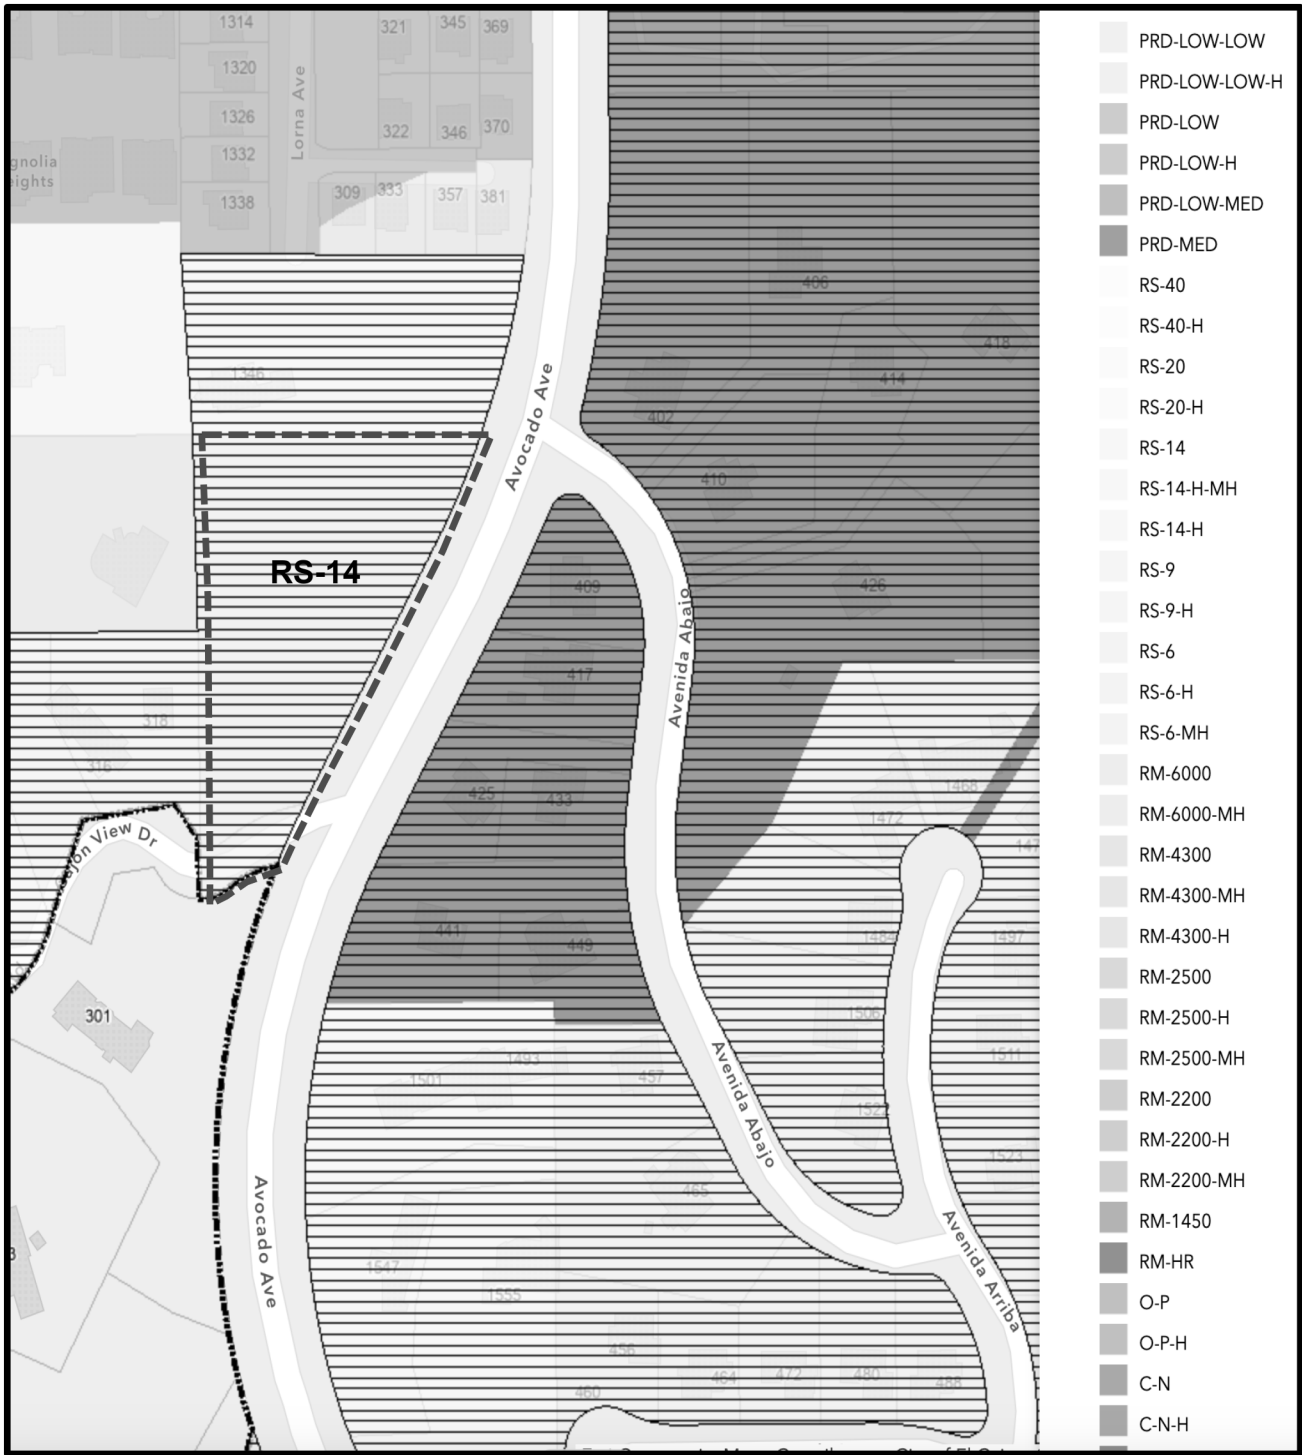 1314
321
345
369
1320
Lorna Ave
1326
322
346
370
1332
gnolia
eights
1338
309
333
357
381
406
418
1346
414
402
Avocado Ave
410
RS-14
409
426
Avenida Abajo
417
318
316
425
433
1468
1472
147
jon View Dr
441
449
1484
1497
301
1506
1493
1511
1501
457
1522
Avenida Abajo
1523
465
Avocado Ave
3
1547
1555
Avenida Arriba
456
464
472
480
488
460
PRD-LOW-LOW
PRD-LOW-LOW-H
PRD-LOW
PRD-LOW-H
PRD-LOW-MED
PRD-MED
RS-40
RS-40-H
RS-20
RS-20-H
RS-14
RS-14-H-MH
RS-14-H
RS-9
RS-9-H
RS-6
RS-6-H
RS-6-MH
RM-6000
RM-6000-MH
RM-4300
RM-4300-MH
RM-4300-H
RM-2500
RM-2500-H
RM-2500-MH
RM-2200
RM-2200-H
RM-2200-MH
RM-1450
RM-HR
O-P
O-P-H
C-N
C-N-H